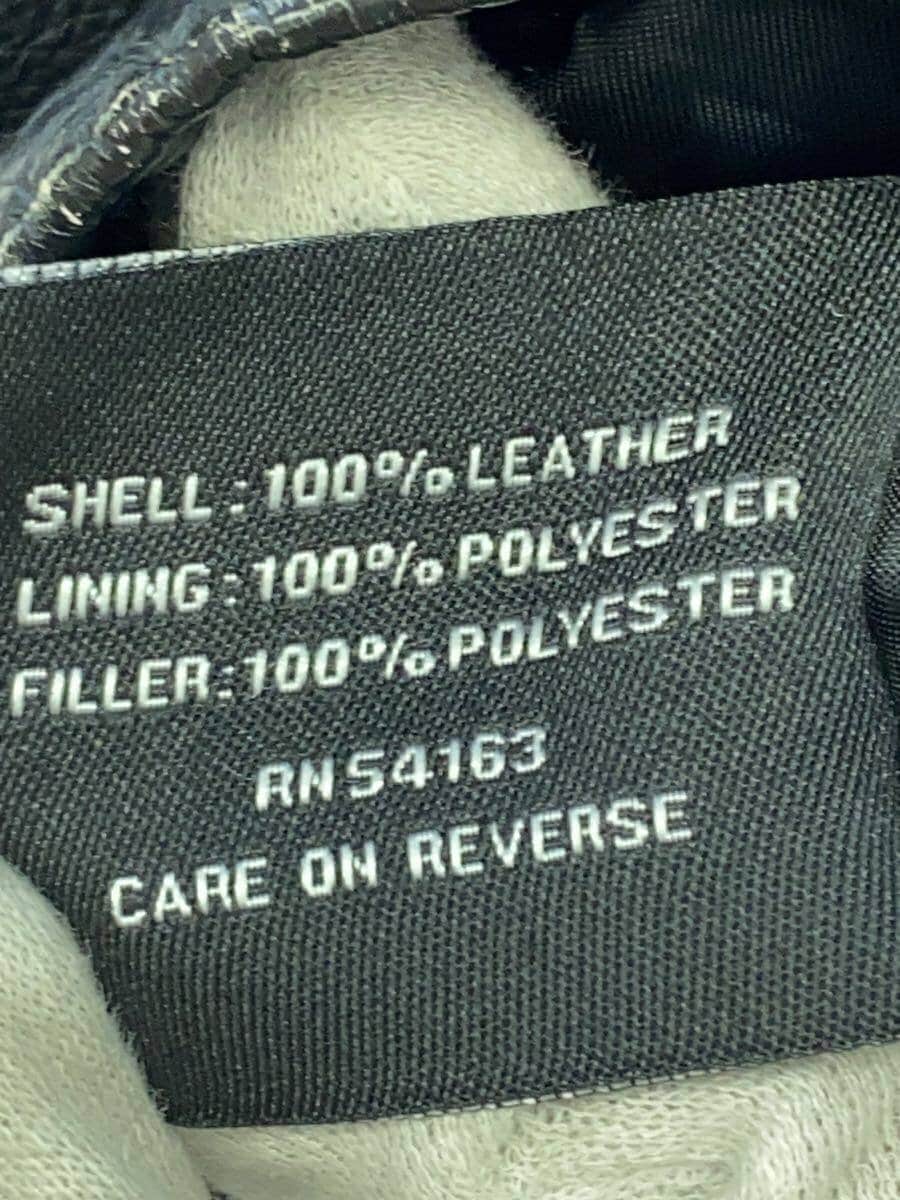 SHELL : 100% LEATHER
LINING : 100% POLYESTER
FILLER : 100% POLYESTER
RN54163
CARE ON REVERSE